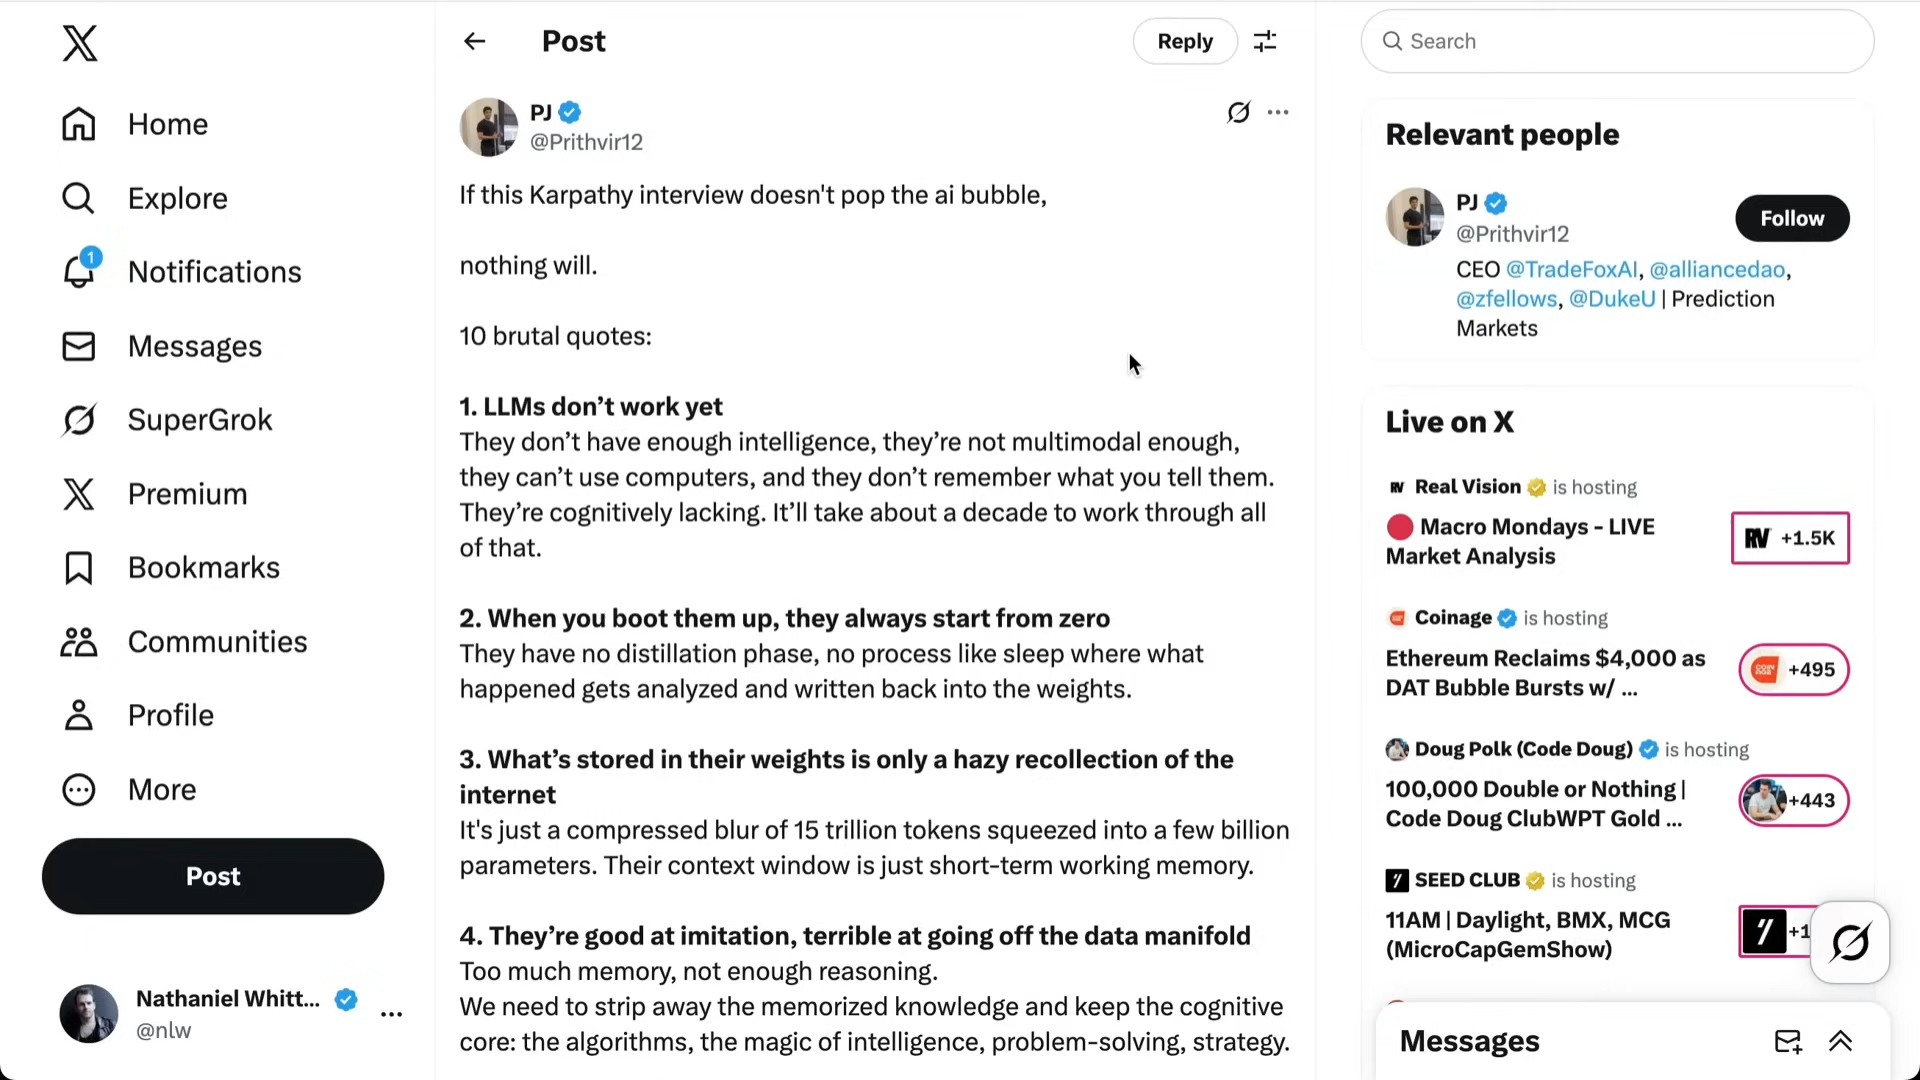 Home
Explore
1
Notifications
Messages
SuperGrok
Premium
Bookmarks
Communities
Profile
More
Post
Nathaniel Whitt...
@nlw
Post
Reply
PJ
@Prithvir12
If this Karpathy interview doesn't pop the ai bubble,
nothing will.
10 brutal quotes:
1. LLMs don’t work yet
They don’t have enough intelligence, they’re not multimodal enough,
they can’t use computers, and they don’t remember what you tell them.
They’re cognitively lacking. It’ll take about a decade to work through all
of that.
2. When you boot them up, they always start from zero
They have no distillation phase, no process like sleep where what
happened gets analyzed and written back into the weights.
3. What’s stored in their weights is only a hazy recollection of the
internet
It's just a compressed blur of 15 trillion tokens squeezed into a few billion
parameters. Their context window is just short-term working memory.
4. They’re good at imitation, terrible at going off the data manifold
Too much memory, not enough reasoning.
We need to strip away the memorized knowledge and keep the cognitive
core: the algorithms, the magic of intelligence, problem-solving, strategy.
Search
Relevant people
PJ
@Prithvir12
Follow
CEO @TradeFoxAI, @alliancedao,
@zfellows, @DukeU | Prediction
Markets
Live on X
RV Real Vision is hosting
Macro Mondays - LIVE
Market Analysis
RV +1.5K
Coinage is hosting
Ethereum Reclaims $4,000 as
DAT Bubble Bursts w/ ...
+495
Doug Polk (Code Doug) is hosting
100,000 Double or Nothing |
Code Doug ClubWPT Gold ...
+443
SEED CLUB is hosting
11AM | Daylight, BMX, MCG
(MicroCapGemShow)
+1
Messages